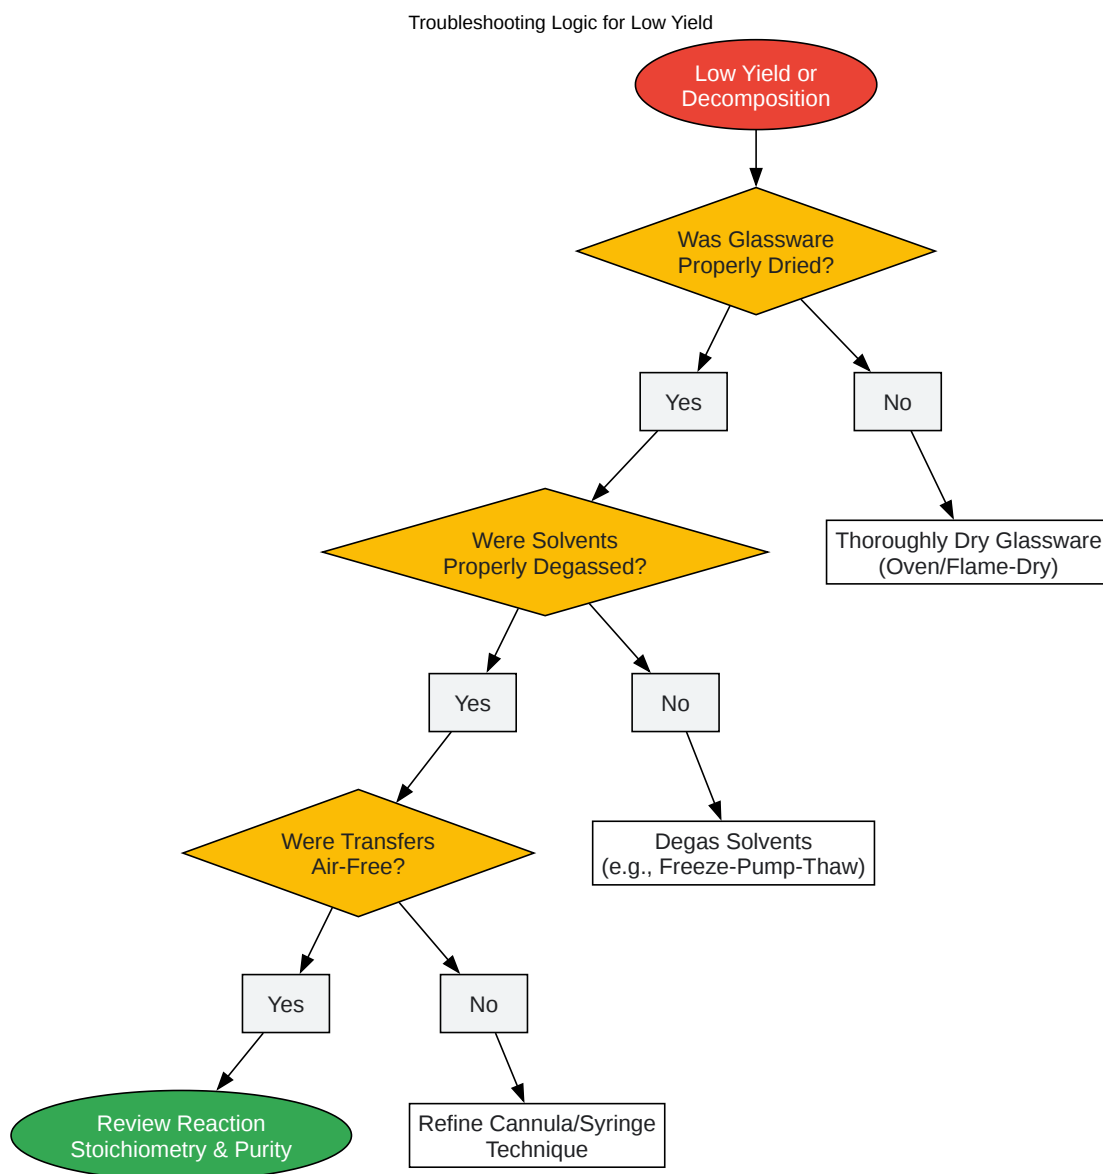 Troubleshooting Logic for Low Yield
Low Yield or
Decomposition
Was Glassware
Properly Dried?
Yes
No
Were Solvents
Properly Degassed?
Thoroughly Dry Glassware
(Oven/Flame-Dry)
Yes
No
Were Transfers
Air-Free?
Degas Solvents
(e.g., Freeze-Pump-Thaw)
Yes
No
Review Reaction
Stoichiometry & Purity
Refine Cannula/Syringe
Technique